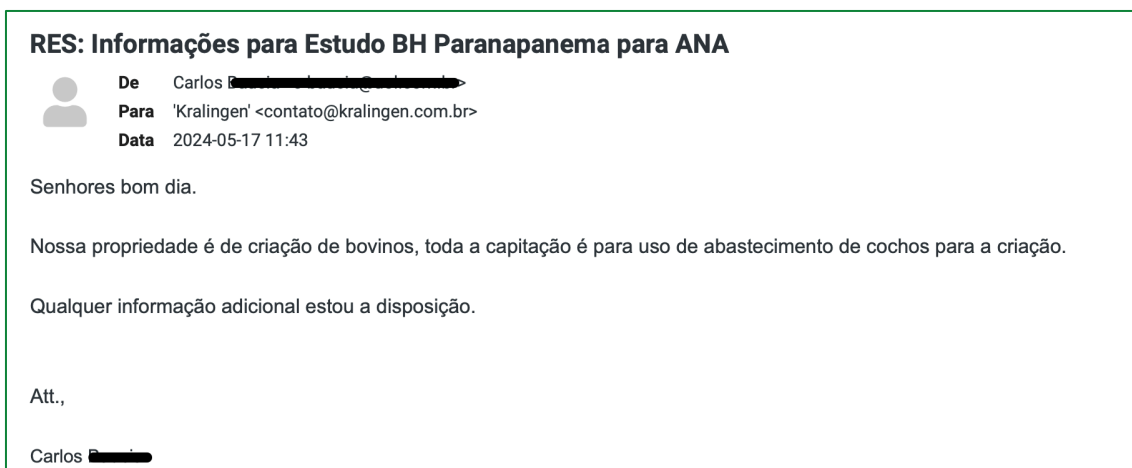 RES: Informações para Estudo BH Paranapanema para ANA
De Carlos
Para 'Kralingen' <contato@kralingen.com.br>
Data 2024-05-17 11:43
Senhores bom dia.
Nossa propriedade é de criação de bovinos, toda a capitação é para uso de abastecimento de cochos para a criação.
Qualquer informação adicional estou a disposição.
Att.,
Carlos